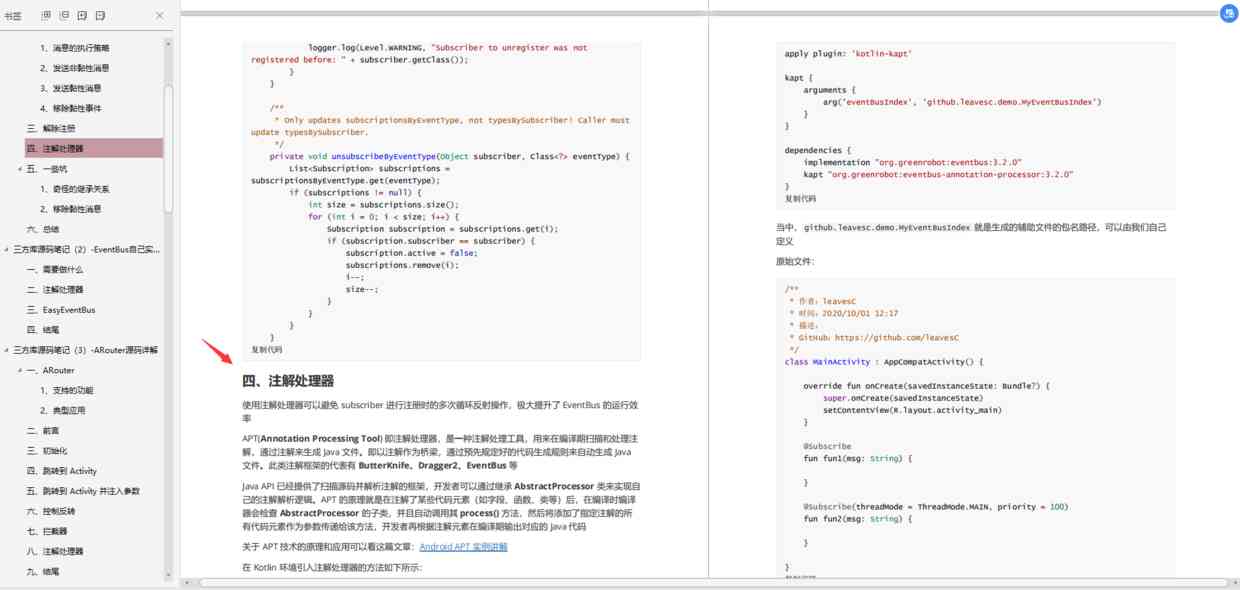 书签
1、消息的执行策略
2、发送非黏性消息
3、发送黏性消息
4、移除黏性事件
三、解除注册
四、注解处理器
五、一些坑
1、奇怪的继承关系
2、移除黏性消息
六、总结
三方库源码笔记（2）-EventBus自己实...
一、需要做什么
二、注解处理器
三、EasyEventBus
四、结尾
三方库源码笔记（3）-ARouter源码详解
一、ARouter
1、支持的功能
2、典型应用
二、前言
三、初始化
四、跳转到 Activity
五、跳转到 Activity 并注入参数
六、控制反转
七、拦截器
八、注解处理器
九、结尾
logger.log(Level.WARNING, "Subscriber to unregister was not
registered before: " + subscriber.getClass());
}
}
/**
* Only updates subscriptionsByEventType, not typesBySubscriber! Caller must
update typesBySubscriber.
*/
private void unsubscribeByEventType(Object subscriber, Class<?> eventType) {
List<Subscription> subscriptions =
subscriptionsByEventType.get(eventType);
if (subscriptions != null) {
int size = subscriptions.size();
for (int i = 0; i < size; i++) {
Subscription subscription = subscriptions.get(i);
if (subscription.subscriber == subscriber) {
subscription.active = false;
subscriptions.remove(i);
i--;
size--;
}
}
}
}
复制代码
四、注解处理器
使用注解处理器可以避免 subscriber 进行注册时的多次循环反射操作，极大提升了 EventBus 的运行效
率
APT(Annotation Processing Tool) 即注解处理器，是一种注解处理工具，用来在编译期扫描和处理注
解，通过注解来生成 Java 文件。即以注解作为桥梁，通过预先规定好的代码生成规则来自动生成 Java
文件。此类注解框架的代表有 ButterKnife、Dragger2、EventBus 等
Java API 已经提供了扫描源码并解析注解的框架，开发者可以通过继承 AbstractProcessor 类来实现自
己的注解解析逻辑。APT 的原理就是在注解了某些代码元素（如字段、函数、类等）后，在编译时编译
器会检查 AbstractProcessor 的子类，并且自动调用其 process() 方法，然后将添加了指定注解的所
有代码元素作为参数传递给该方法，开发者再根据注解元素在编译期输出对应的 Java 代码
关于 APT 技术的原理和应用可以看这篇文章：Android APT 实例讲解
在 Kotlin 环境引入注解处理器的方法如下所示：
apply plugin: 'kotlin-kapt'
kapt {
arguments {
arg('eventBusIndex', 'github.leavesc.demo.MyEventBusIndex')
}
}
dependencies {
implementation "org.greenrobot:eventbus:3.2.0"
kapt "org.greenrobot:eventbus-annotation-processor:3.2.0"
}
复制代码
当中，github.leavesc.demo.MyEventBusIndex 就是生成的辅助文件的包名路径，可以由我们自己
定义
原始文件：
/**
* 作者：leavesC
* 时间：2020/10/01 12:17
* 描述：
* GitHub：https://github.com/leavesC
*/
class MainActivity : AppCompatActivity() {
override fun onCreate(savedInstanceState: Bundle?) {
super.onCreate(savedInstanceState)
setContentView(R.layout.activity_main)
}
@Subscribe
fun fun1(msg: String) {
}
@Subscribe(threadMode = ThreadMode.MAIN, priority = 100)
fun fun2(msg: String) {
}
}